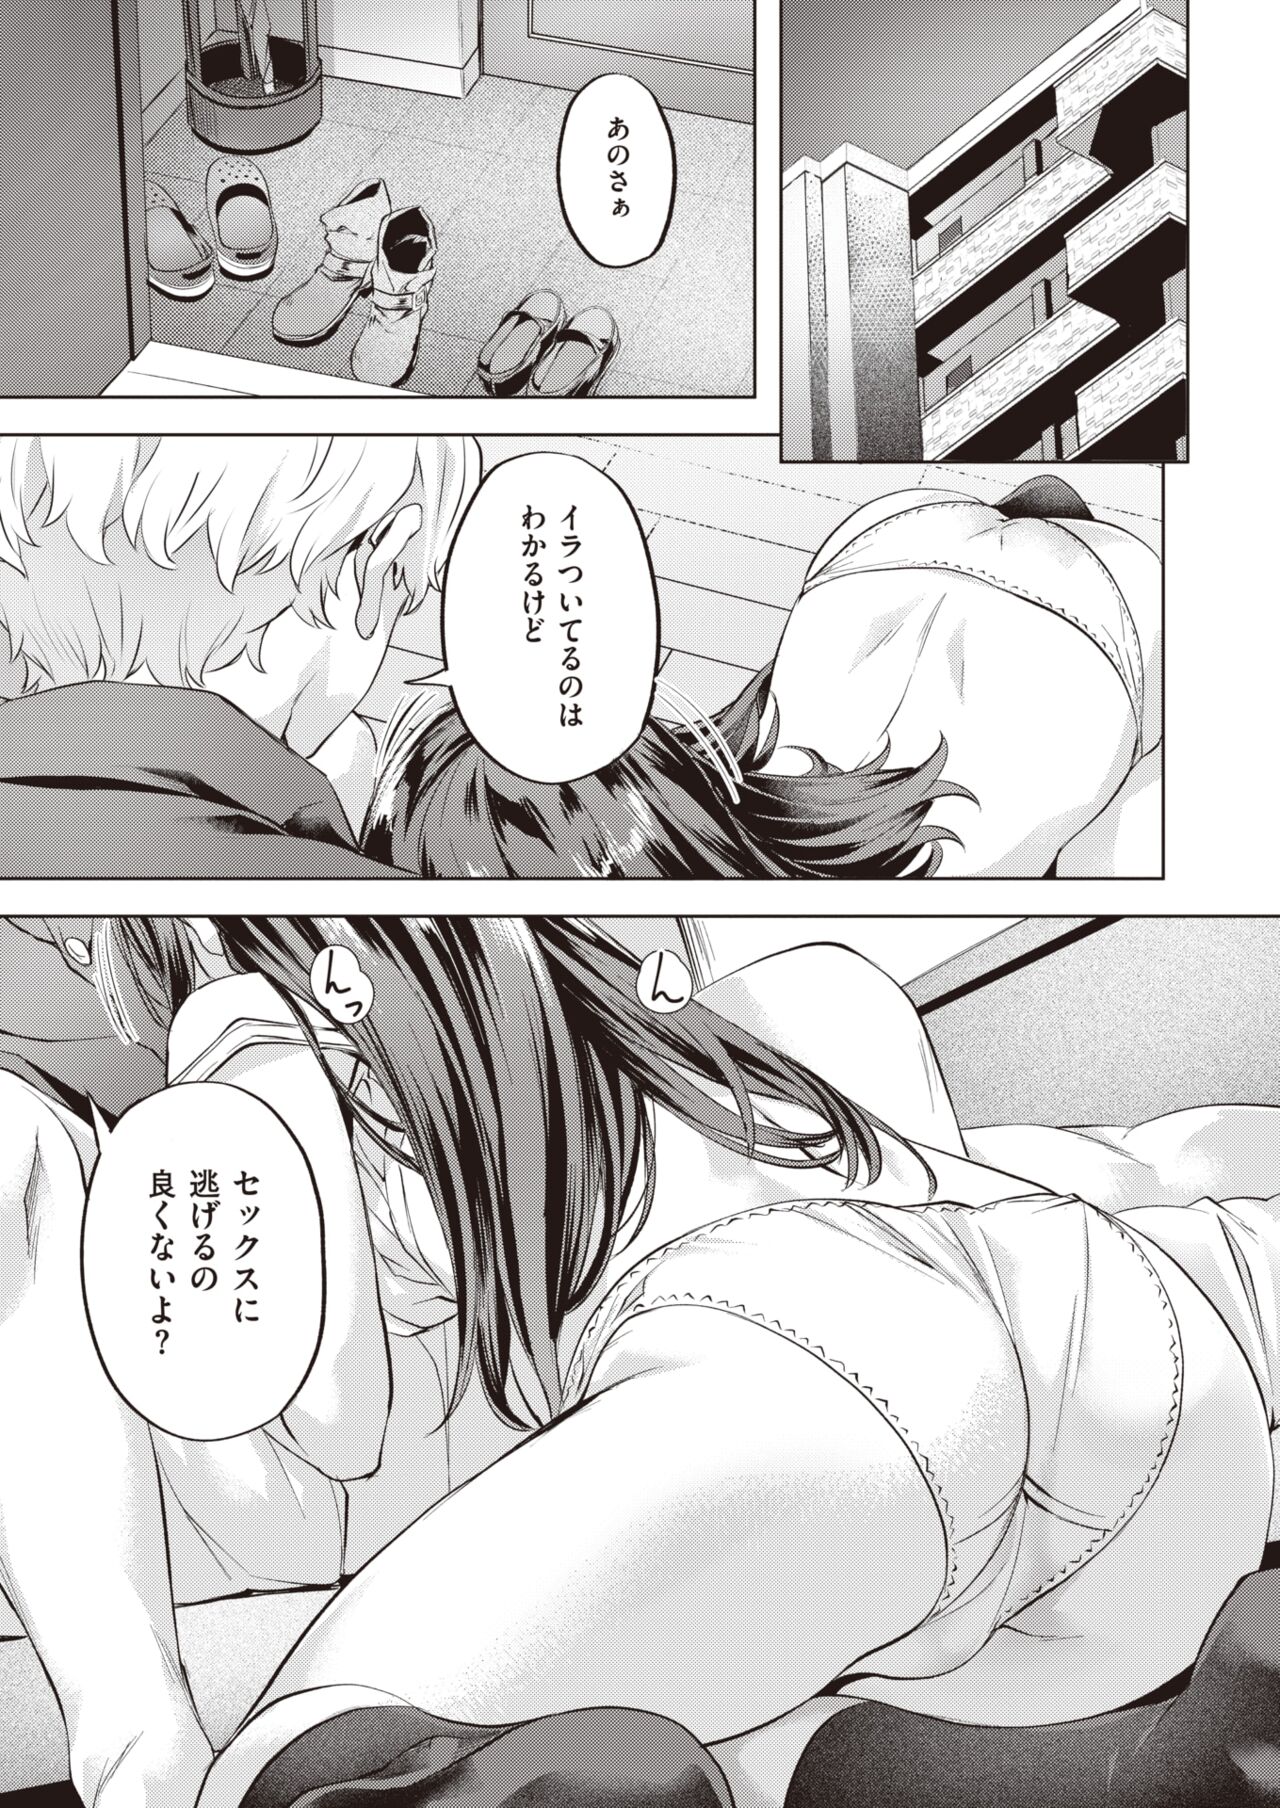 あのさぁ
イラついてるのは
わかるけど
ん
んっ
セックスに
逃げるの
良くないよ?